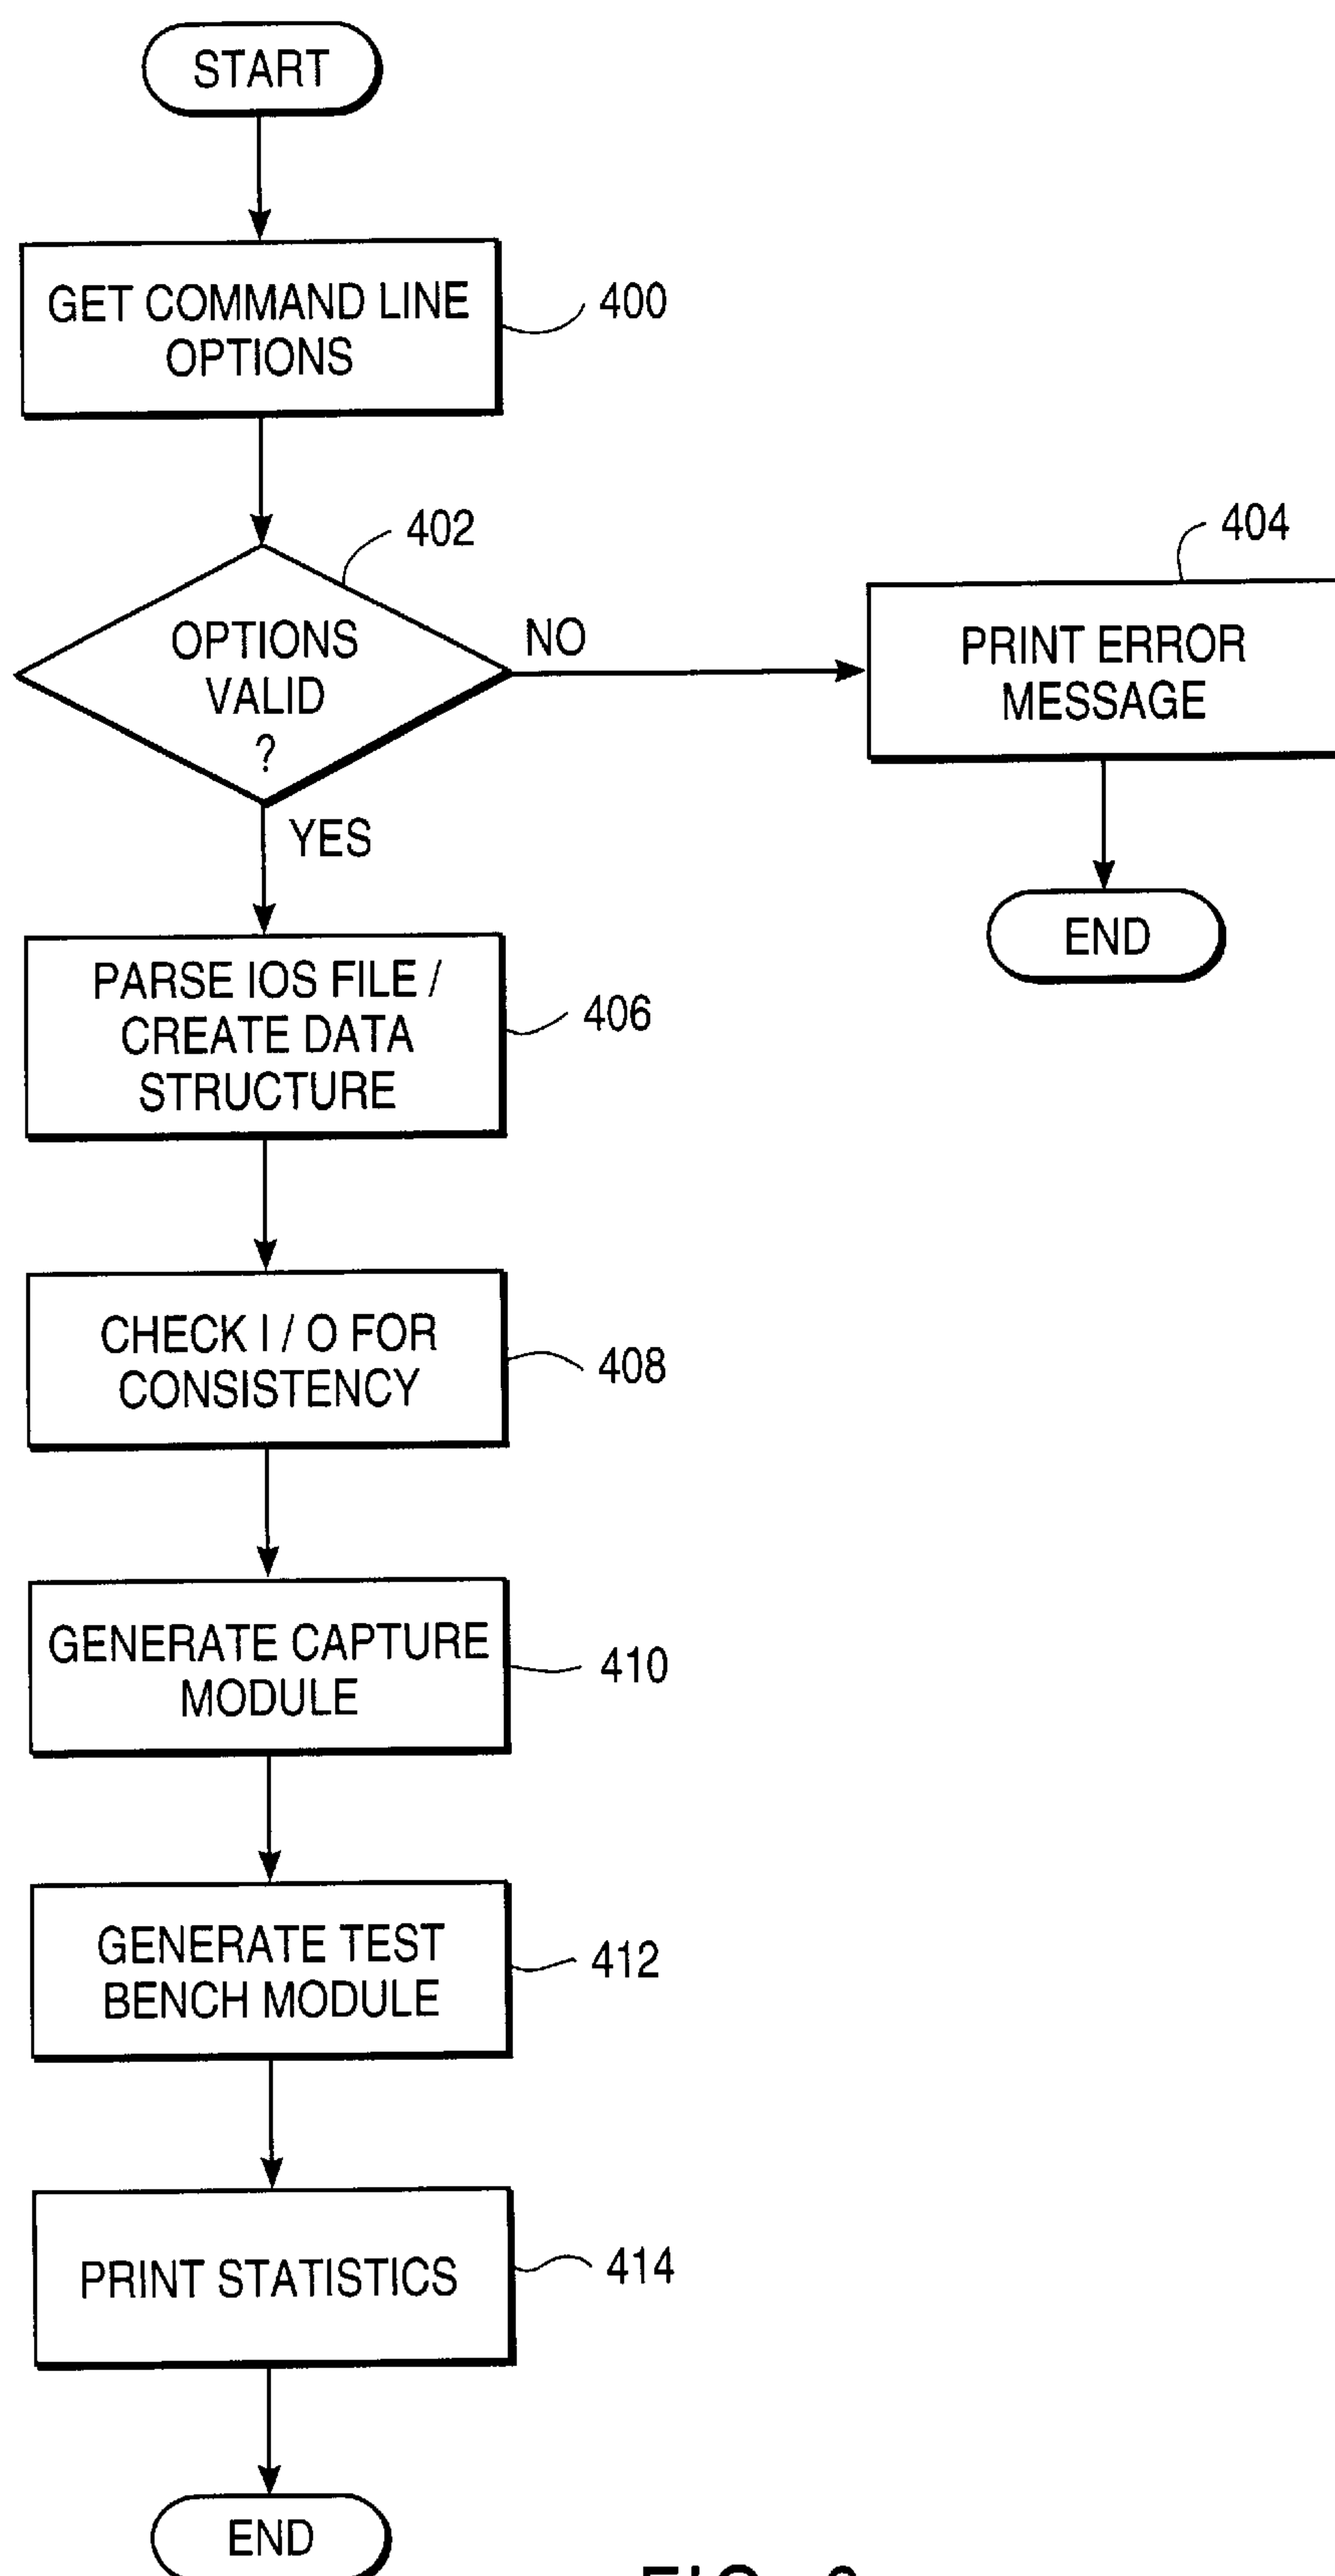 START
GET COMMAND LINE
OPTIONS
400
402
OPTIONS
VALID
?
NO
404
PRINT ERROR
MESSAGE
END
YES
PARSE IOS FILE /
CREATE DATA
STRUCTURE
406
CHECK I / O FOR
CONSISTENCY
408
GENERATE CAPTURE
MODULE
410
GENERATE TEST
BENCH MODULE
412
PRINT STATISTICS
414
END